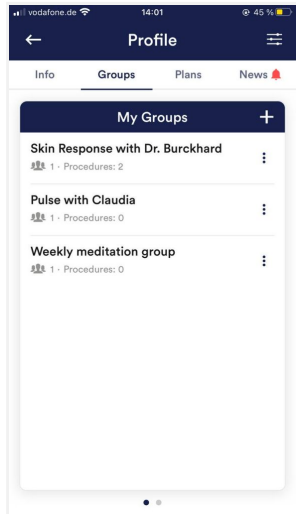 vodafone.de 14:01 45 %
Profile
Info Groups Plans News
My Groups +
Skin Response with Dr. Burckhard
1 · Procedures: 2
Pulse with Claudia
1 · Procedures: 0
Weekly meditation group
1 · Procedures: 0